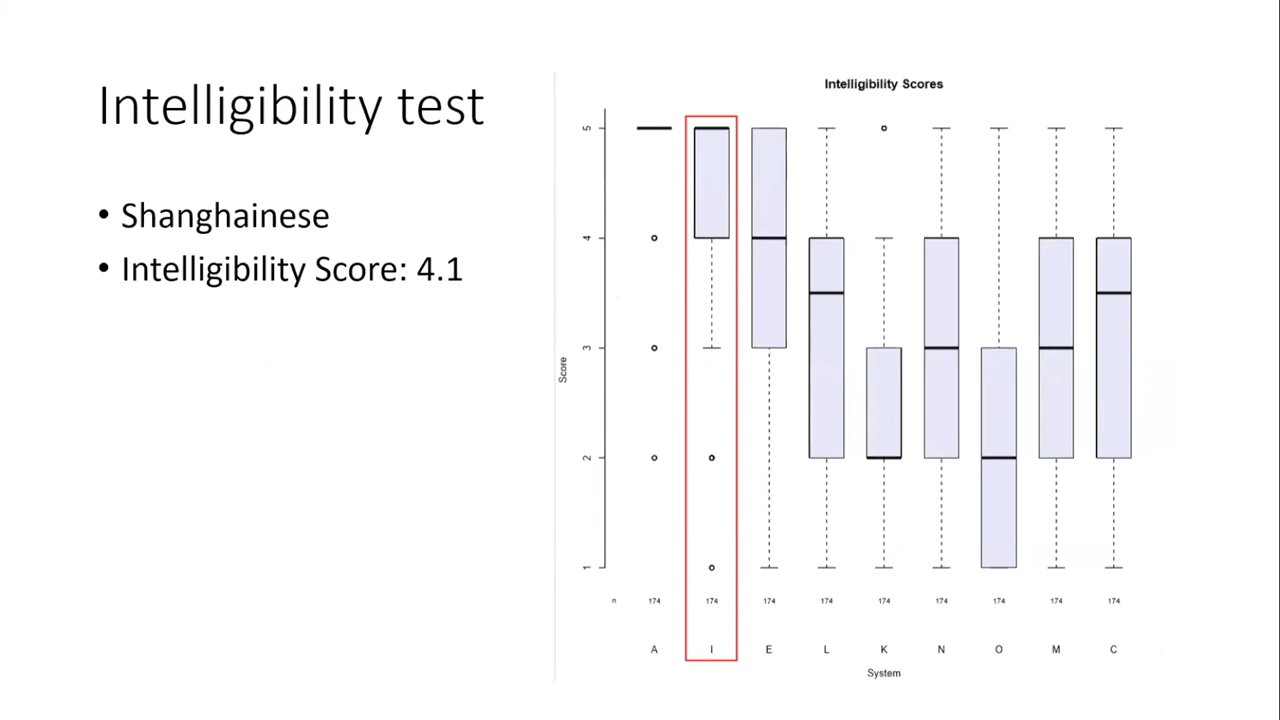 Intelligibility test
• Shanghainese
• Intelligibility Score: 4.1
Intelligibility Scores
5
4
3
2
1
Score
n 174 174 174 174 174 174 174 174 174
A I E L K N O M C
System